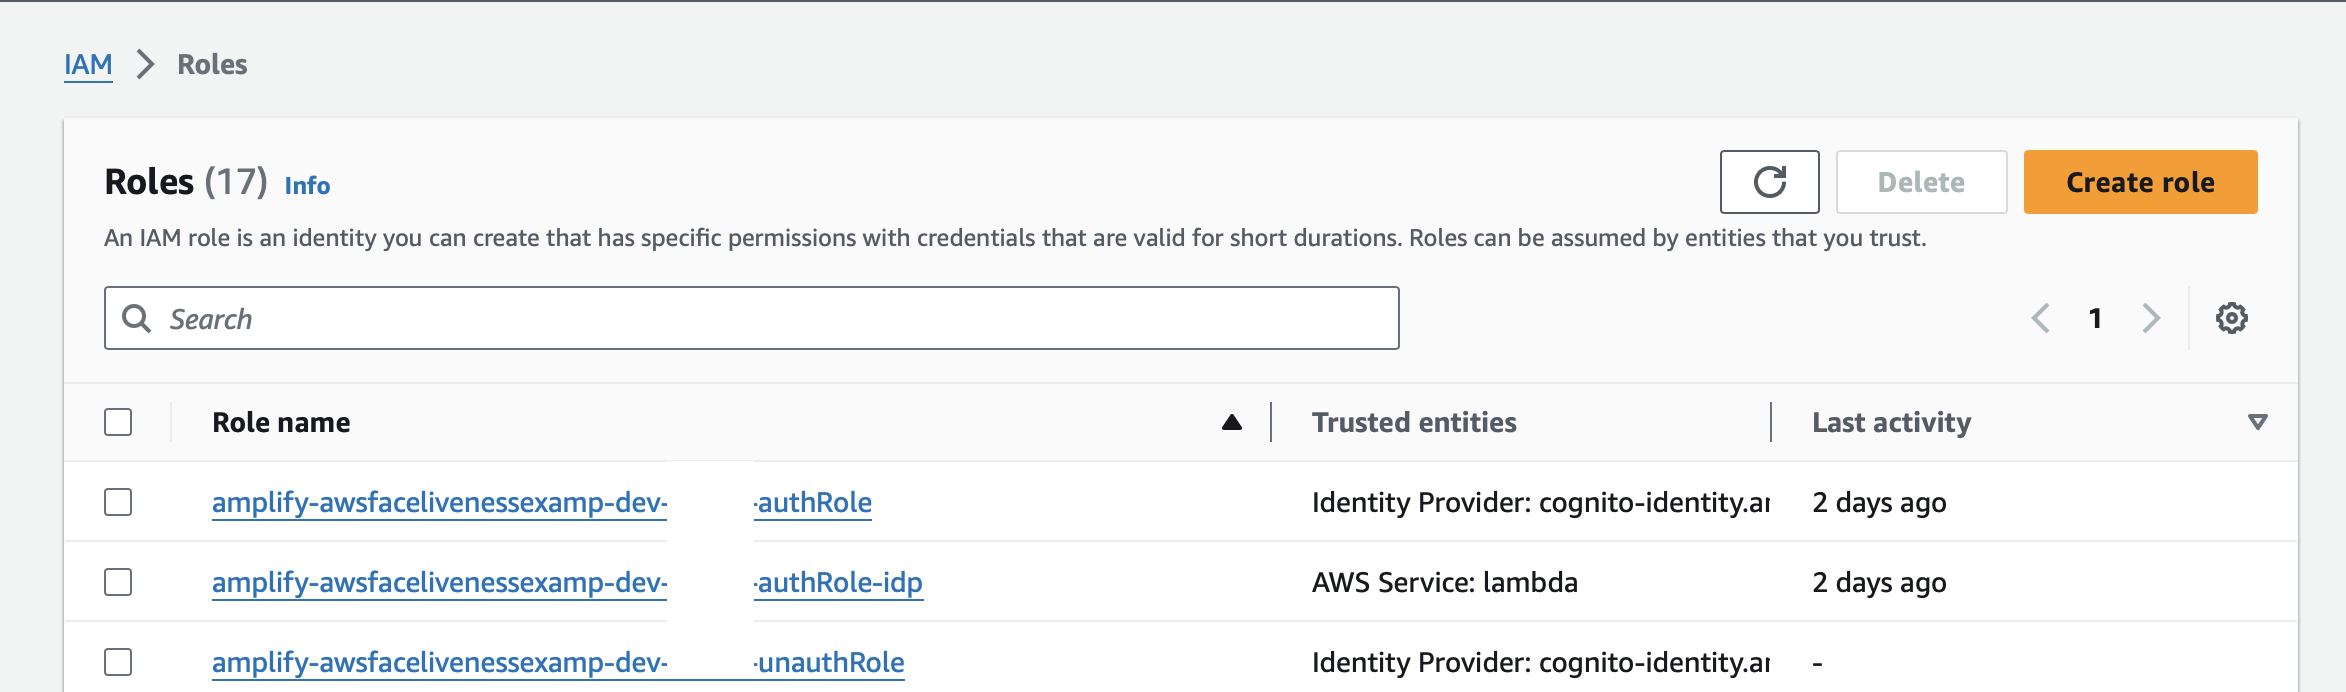 IAM > Roles
Roles (17) Info
Delete
Create role
An IAM role is an identity you can create that has specific permissions with credentials that are valid for short durations. Roles can be assumed by entities that you trust.
Search
1
Role name Trusted entities Last activity
amplify-awsfacelivenessexamp-dev- -authRole Identity Provider: cognito-identity.ar 2 days ago
amplify-awsfacelivenessexamp-dev- -authRole-idp AWS Service: lambda 2 days ago
amplify-awsfacelivenessexamp-dev- -unauthRole Identity Provider: cognito-identity.ar -